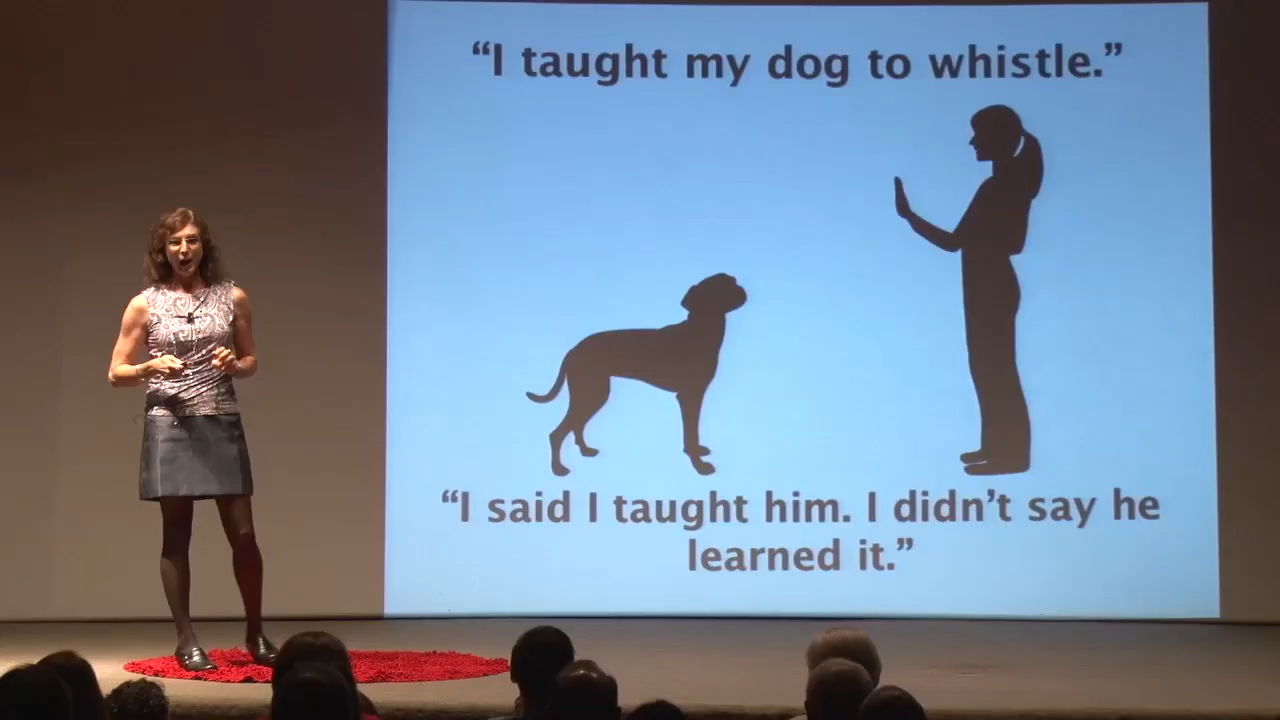 “I taught my dog to whistle.”
“I said I taught him. I didn’t say he
learned it.”